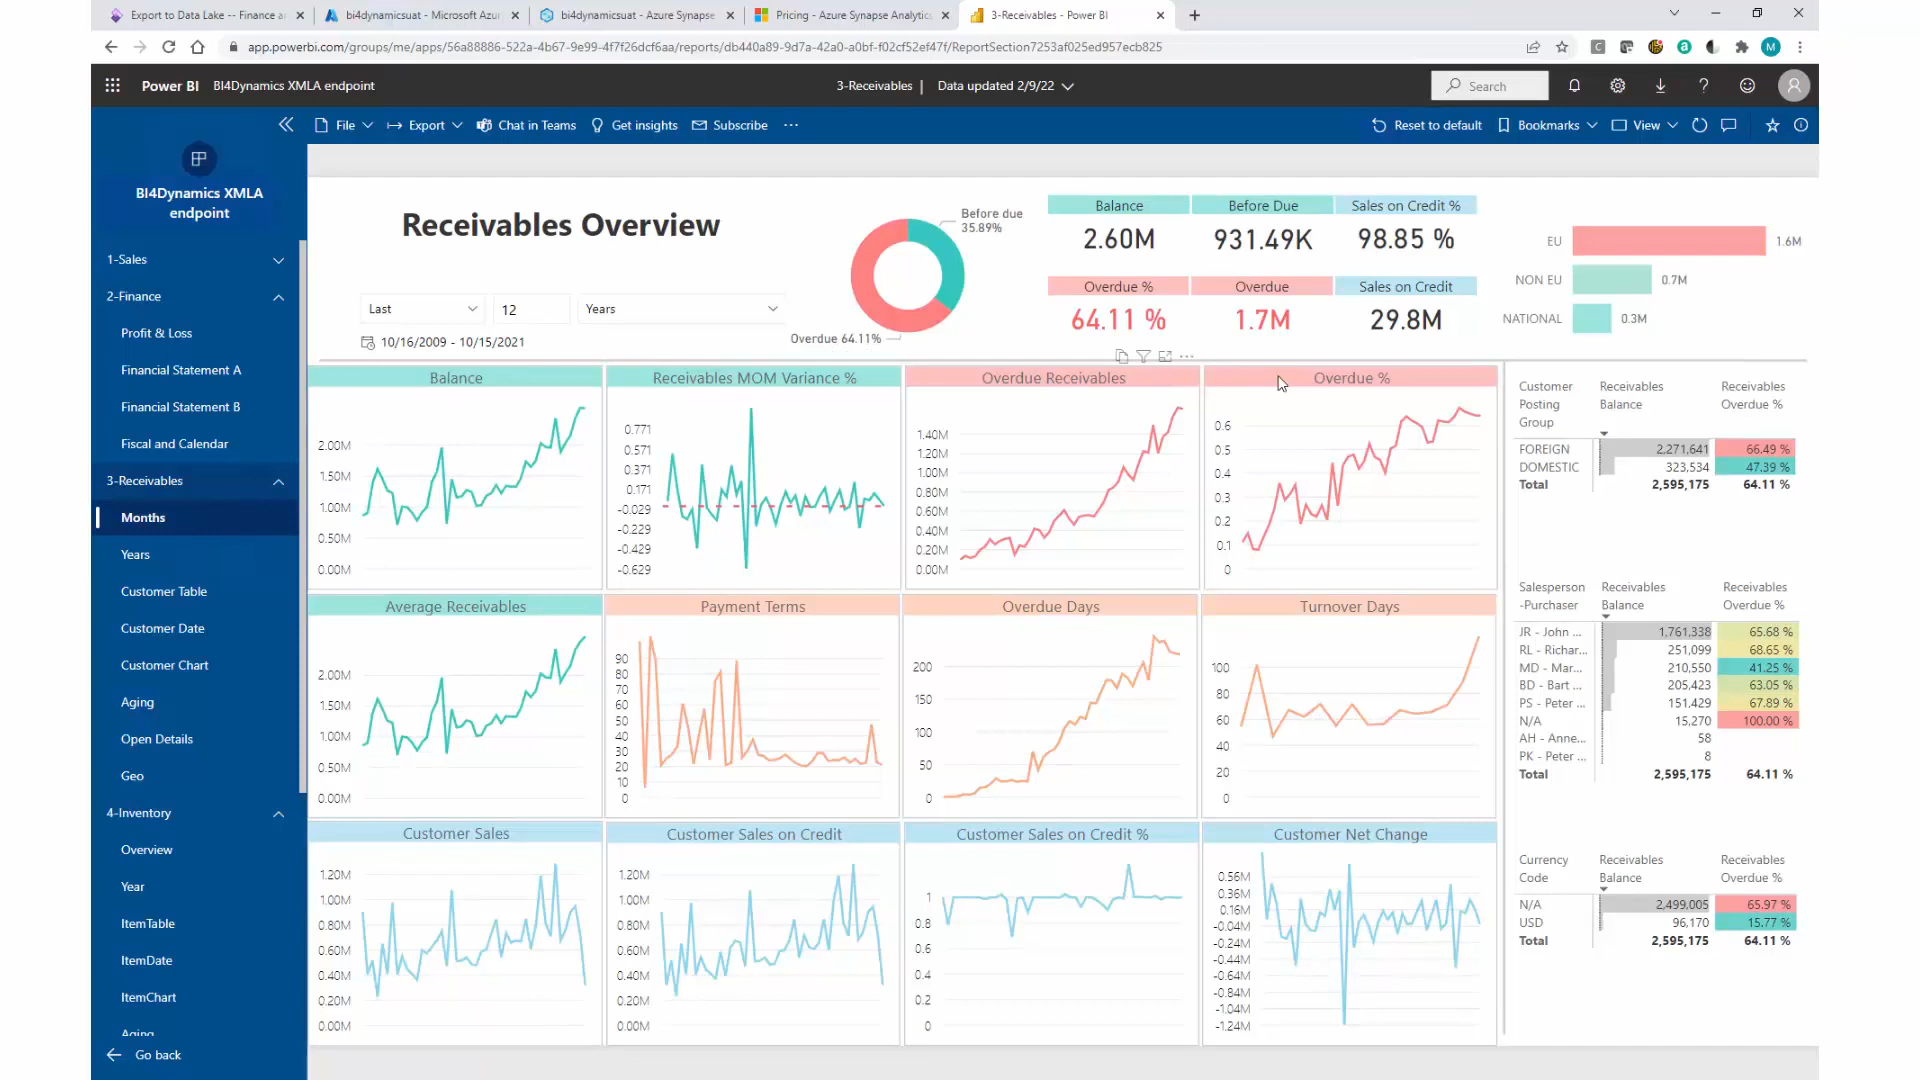 Export to Data Lake -- Finance a
bi4dynamicsuat - Microsoft Azu
bi4dynamicsuat - Azure Synapse
Pricing - Azure Synapse Analytics
3-Receivables - Power BI
app.powerbi.com/groups/me/apps/56a88886-522a-4b67-9e99-4f7f26dcf6aa/reports/db440a89-9d7a-42a0-a0bf-f02cf52ef47f/ReportSection7253af025ed957ecb825
M
Power BI BI4Dynamics XMLA endpoint
3-Receivables | Data updated 2/9/22
Search
File Export Chat in Teams Get insights Subscribe ...
Reset to default Bookmarks View
BI4Dynamics XMLA
endpoint
1-Sales
2-Finance
Profit & Loss
Financial Statement A
Financial Statement B
Fiscal and Calendar
3-Receivables
Months
Years
Customer Table
Customer Date
Customer Chart
Aging
Open Details
Geo
4-Inventory
Overview
Year
ItemTable
ItemDate
ItemChart
Aging
Go back
Receivables Overview
Last 12 Years
10/16/2009 - 10/15/2021
Before due
35.89%
Overdue 64.11%
Balance Before Due Sales on Credit %
2.60M 931.49K 98.85 %
Overdue % Overdue Sales on Credit
64.11 % 1.7M 29.8M
EU 1.6M
NON EU 0.7M
NATIONAL 0.3M
Balance
2.00M
1.50M
1.00M
0.50M
0.00M
Receivables MOM Variance %
0.771
0.571
0.371
0.171
-0.029
-0.229
-0.429
-0.629
Overdue Receivables
1.40M
1.20M
1.00M
0.80M
0.60M
0.40M
0.20M
0.00M
Overdue %
0.6
0.5
0.4
0.3
0.2
0.1
0
Average Receivables
2.00M
1.50M
1.00M
0.50M
0.00M
Payment Terms
90
80
70
60
50
40
30
20
10
0
Overdue Days
200
150
100
50
0
Turnover Days
100
80
60
40
20
0
Customer Sales
1.20M
1.00M
0.80M
0.60M
0.40M
0.20M
0.00M
Customer Sales on Credit
1.20M
1.00M
0.80M
0.60M
0.40M
0.20M
0.00M
Customer Sales on Credit %
1
0.8
0.6
0.4
0.2
0
Customer Net Change
0.56M
0.36M
0.16M
-0.04M
-0.24M
-0.44M
-0.64M
-0.84M
-1.04M
-1.24M
Customer Receivables Receivables
Posting Balance Overdue %
Group
FOREIGN 2,271,641 66.49 %
DOMESTIC 323,534 47.39 %
Total 2,595,175 64.11 %
Salesperson Receivables Receivables
-Purchaser Balance Overdue %
JR - John ... 1,761,338 65.68 %
RL - Richar... 251,099 68.65 %
MD - Mar... 210,550 41.25 %
BD - Bart ... 205,423 63.05 %
PS - Peter ... 151,429 67.89 %
N/A 15,270 100.00 %
AH - Anne... 58
PK - Peter ... 8
Total 2,595,175 64.11 %
Currency Receivables Receivables
Code Balance Overdue %
N/A 2,499,005 65.97 %
USD 96,170 15.77 %
Total 2,595,175 64.11 %